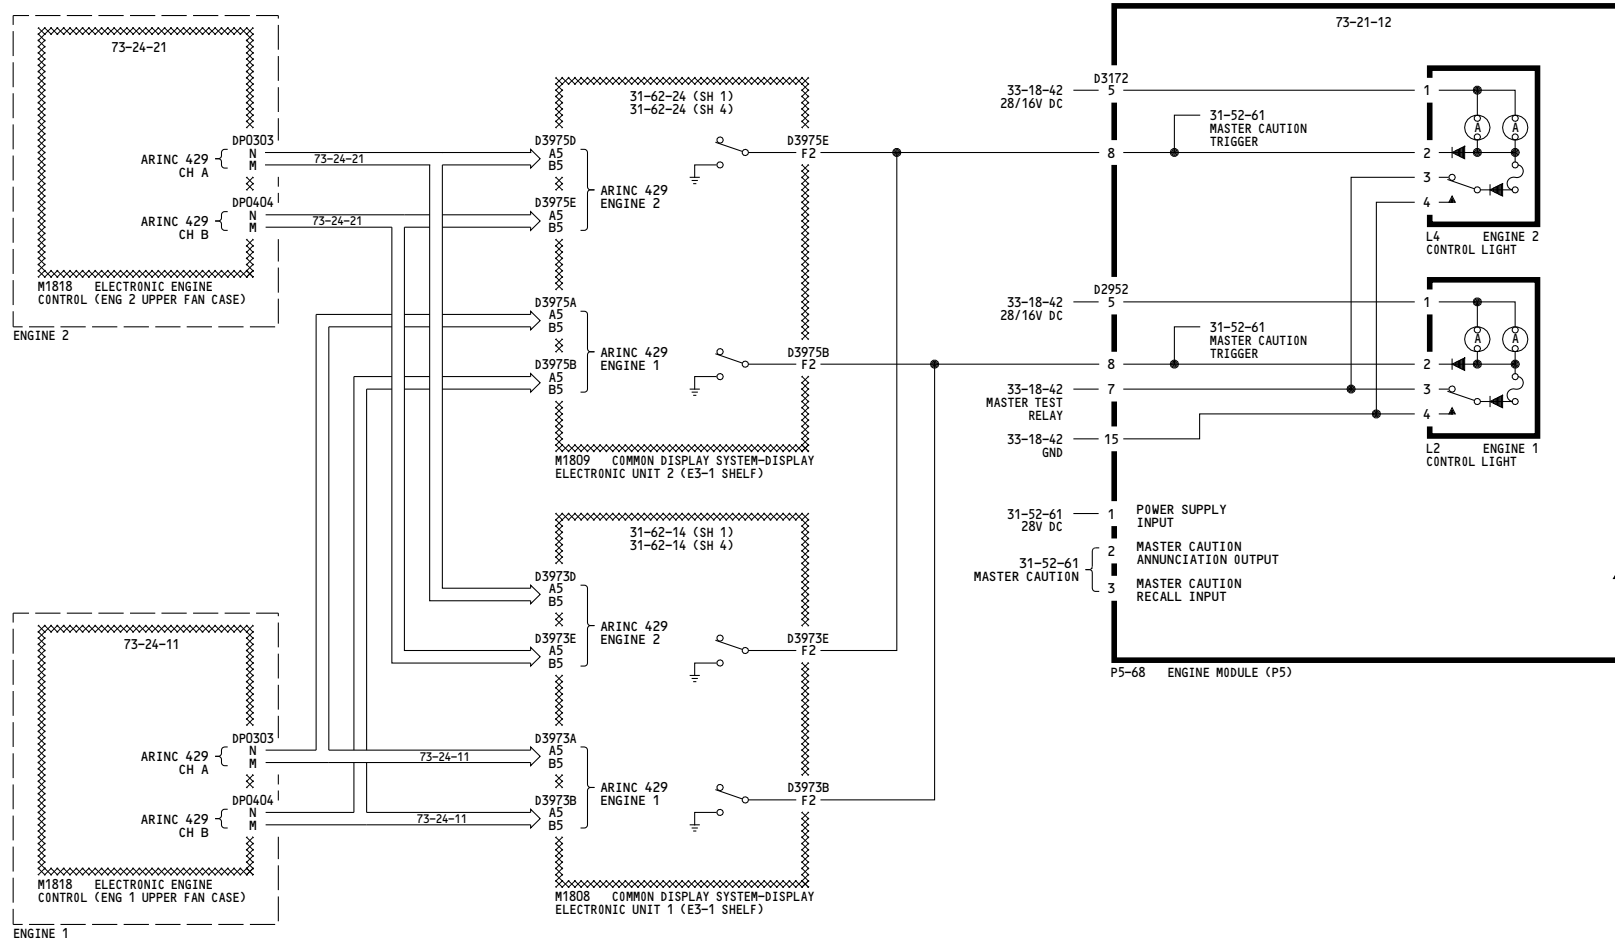 73-24-21
DP0303
ARINC 429
CH A
N
M
73-24-21
DP0404
ARINC 429
CH B
N
M
73-24-21
M1818 ELECTRONIC ENGINE
CONTROL (ENG 2 UPPER FAN CASE)
ENGINE 2
31-62-24 (SH 1)
31-62-24 (SH 4)
D3975D
A5
B5
D3975E
A5
B5
ARINC 429
ENGINE 2
D3975E
F2
D3975A
A5
B5
D3975B
A5
B5
ARINC 429
ENGINE 1
D3975B
F2
M1809 COMMON DISPLAY SYSTEM-DISPLAY
ELECTRONIC UNIT 2 (E3-1 SHELF)
73-24-11
DP0303
ARINC 429
CH A
N
M
73-24-11
DP0404
ARINC 429
CH B
N
M
73-24-11
M1818 ELECTRONIC ENGINE
CONTROL (ENG 1 UPPER FAN CASE)
ENGINE 1
31-62-14 (SH 1)
31-62-14 (SH 4)
D3973D
A5
B5
D3973E
A5
B5
ARINC 429
ENGINE 2
D3973E
F2
D3973A
A5
B5
D3973B
A5
B5
ARINC 429
ENGINE 1
D3973B
F2
M1808 COMMON DISPLAY SYSTEM-DISPLAY
ELECTRONIC UNIT 1 (E3-1 SHELF)
73-21-12
D3172
33-18-42
28/16V DC
5
31-52-61
MASTER CAUTION
TRIGGER
8
1
A A
2
3
4
L4 ENGINE 2
CONTROL LIGHT
D2952
33-18-42
28/16V DC
5
31-52-61
MASTER CAUTION
TRIGGER
8
33-18-42
MASTER TEST
RELAY
7
33-18-42
GND
15
1
A A
2
3
4
L2 ENGINE 1
CONTROL LIGHT
31-52-61
28V DC
1 POWER SUPPLY
INPUT
31-52-61
MASTER CAUTION
2 MASTER CAUTION
ANNUNCIATION OUTPUT
3 MASTER CAUTION
RECALL INPUT
P5-68 ENGINE MODULE (P5)